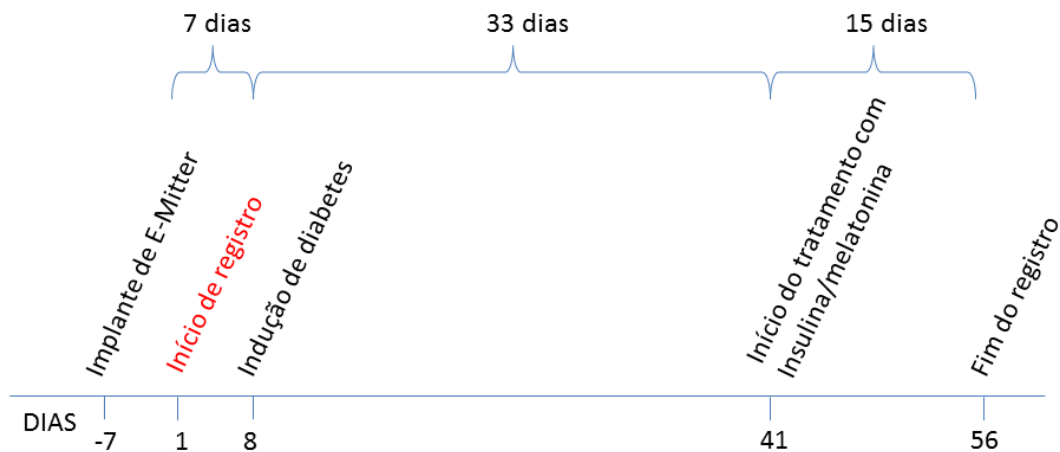 7 dias
33 dias
15 dias
Implante de E-Mitter
Início de registro
Indução de diabetes
Início do tratamento com
Insulina/melatonina
Fim do registro
DIAS
-7
1
8
41
56